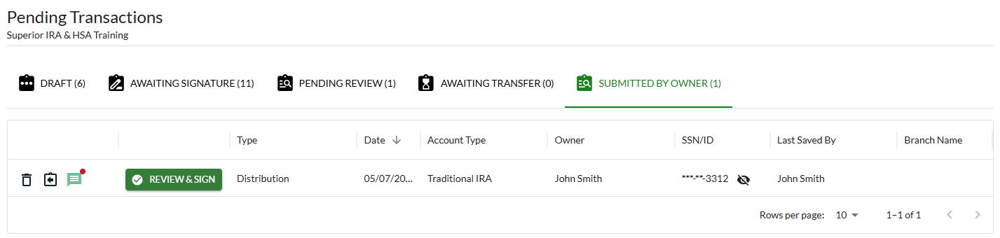 Pending Transactions
Superior IRA & HSA Training
DRAFT (6) AWAITING SIGNATURE (11) PENDING REVIEW (1) AWAITING TRANSFER (0) SUBMITTED BY OWNER (1)
Type Date Account Type Owner SSN/ID Last Saved By Branch Name
REVIEW & SIGN Distribution 05/07/20... Traditional IRA John Smith ***-**-3312 John Smith
Rows per page: 10 1–1 of 1